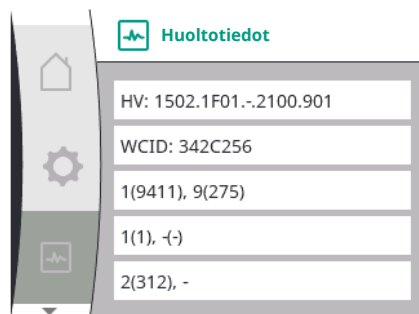 Huoltotiedot
HV: 1502.1F01.-.2100.901
WCID: 342C256
1(9411), 9(275)
1(1), -(-)
2(312), -